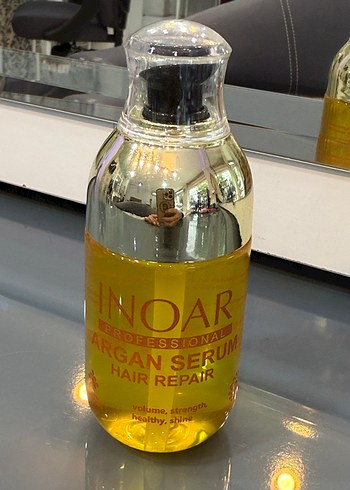 INOAR
PROFESSIONAL
ARGAN SERUM
HAIR REPAIR
volume, strength,
healthy, shine